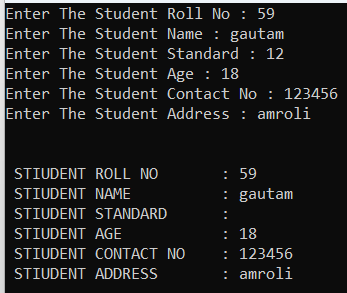 Enter The Student Roll No : 59
Enter The Student Name : gautam
Enter The Student Standard : 12
Enter The Student Age : 18
Enter The Student Contact No : 123456
Enter The Student Address : amroli
STIUDENT ROLL NO : 59
STIUDENT NAME : gautam
STIUDENT STANDARD :
STIUDENT AGE : 18
STIUDENT CONTACT NO : 123456
STIUDENT ADDRESS : amroli